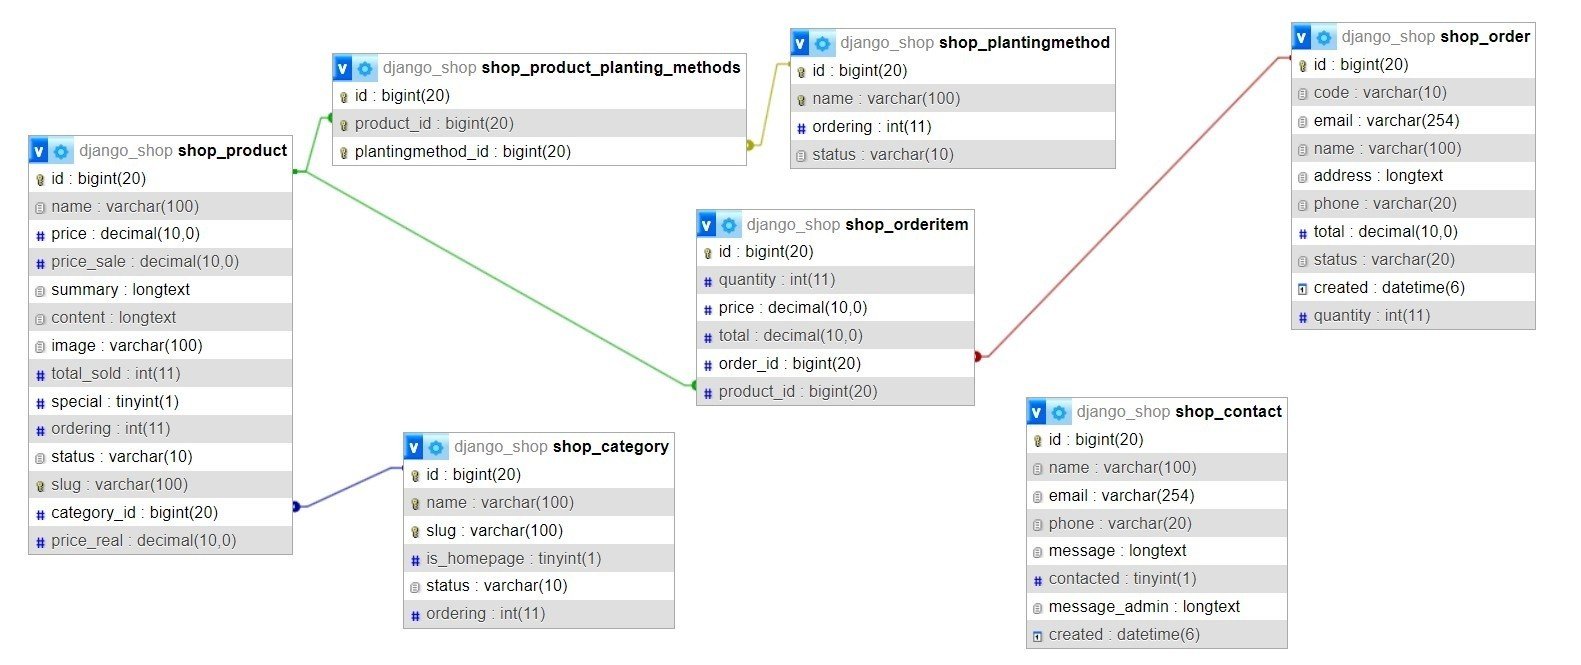 django_shop shop_product
id : bigint(20)
name : varchar(100)
price : decimal(10,0)
price_sale : decimal(10,0)
summary : longtext
content : longtext
image : varchar(100)
total_sold : int(11)
special : tinyint(1)
ordering : int(11)
status : varchar(10)
slug : varchar(100)
category_id : bigint(20)
price_real : decimal(10,0)
django_shop shop_product_planting_methods
id : bigint(20)
product_id : bigint(20)
plantingmethod_id : bigint(20)
django_shop shop_plantingmethod
id : bigint(20)
name : varchar(100)
ordering : int(11)
status : varchar(10)
django_shop shop_order
id : bigint(20)
code : varchar(10)
email : varchar(254)
name : varchar(100)
address : longtext
phone : varchar(20)
total : decimal(10,0)
status : varchar(20)
created : datetime(6)
quantity : int(11)
django_shop shop_orderitem
id : bigint(20)
quantity : int(11)
price : decimal(10,0)
total : decimal(10,0)
order_id : bigint(20)
product_id : bigint(20)
django_shop shop_category
id : bigint(20)
name : varchar(100)
slug : varchar(100)
is_homepage : tinyint(1)
status : varchar(10)
ordering : int(11)
django_shop shop_contact
id : bigint(20)
name : varchar(100)
email : varchar(254)
phone : varchar(20)
message : longtext
contacted : tinyint(1)
message_admin : longtext
created : datetime(6)